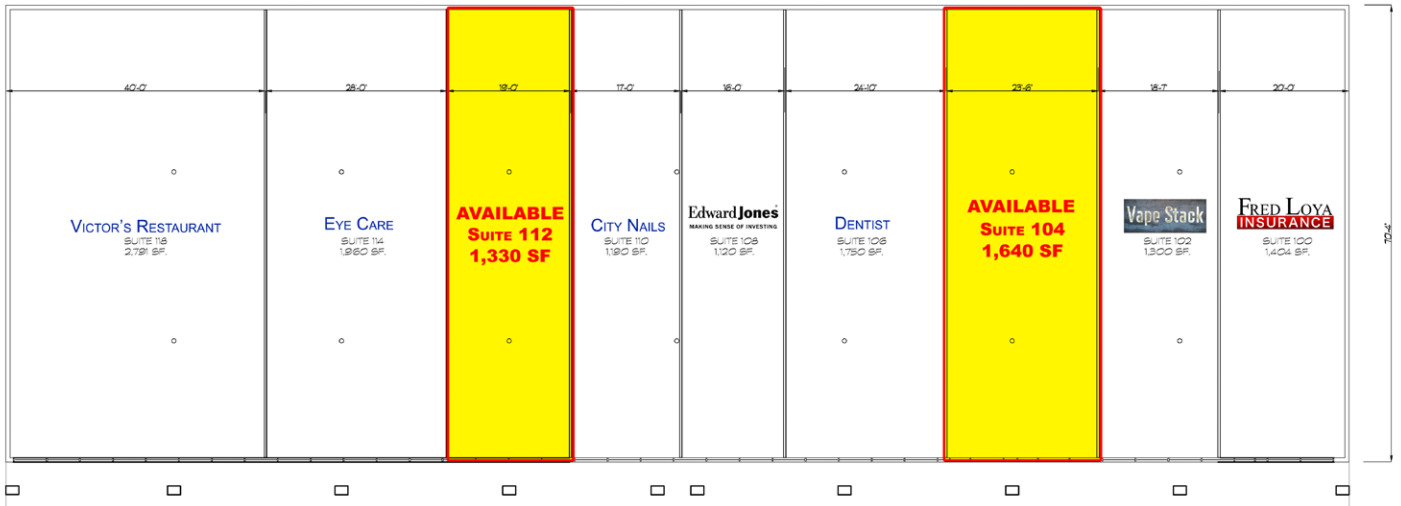 40'-0"
28'-0"
19'-0"
17'-0"
16'-0"
24'-10"
23'-6"
18'-7"
20'-0"
70'-4"
VICTOR'S RESTAURANT
SUITE 118
2,791 SF.
EYE CARE
SUITE 114
1,960 SF.
AVAILABLE
SUITE 112
1,330 SF
CITY NAILS
SUITE 110
1,190 SF.
Edward Jones
MAKING SENSE OF INVESTING
SUITE 108
1,120 SF.
DENTIST
SUITE 106
1,750 SF.
AVAILABLE
SUITE 104
1,640 SF
Vape Stack
SUITE 102
1,300 SF.
FRED LOYA
INSURANCE
SUITE 100
1,404 SF.